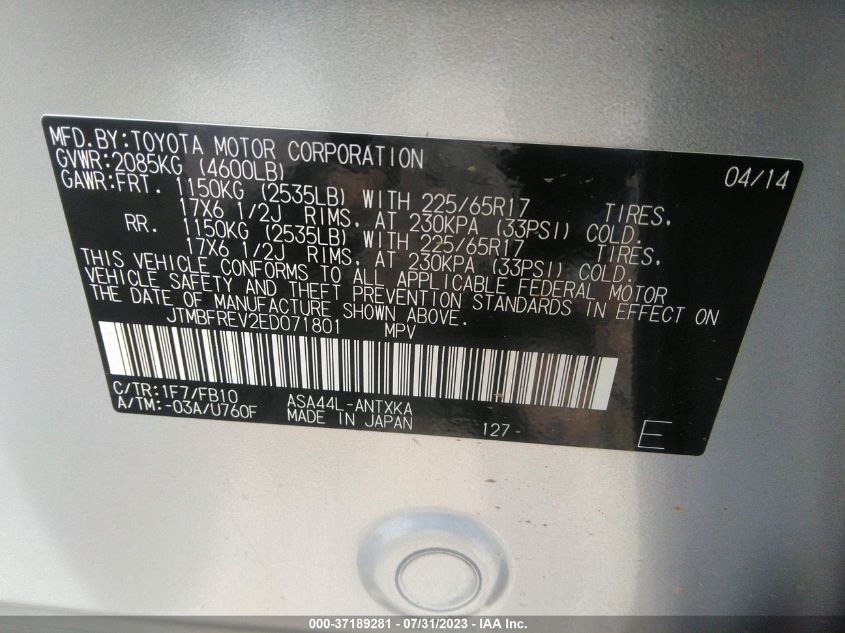 MFD.BY:TOYOTA MOTOR CORPORATION 04/14
GVWR:2085KG (4600LB)
GAWR:FRT. 1150KG (2535LB) WITH 225/65R17 TIRES,
17X6 1/2J RIMS, AT 230KPA (33PSI) COLD.
RR. 1150KG (2535LB) WITH 225/65R17 TIRES,
17X6 1/2J RIMS, AT 230KPA (33PSI) COLD.
THIS VEHICLE CONFORMS TO ALL APPLICABLE FEDERAL MOTOR
VEHICLE SAFETY AND THEFT PREVENTION STANDARDS IN EFFECT ON
THE DATE OF MANUFACTURE SHOWN ABOVE.
JTMBFREV2ED071801 MPV
C/TR:1F7/FB10 ASA44L-ANTXKA
A/TM:-03A/U760F MADE IN JAPAN 127- E
000-37189281 - 07/31/2023 - IAA Inc.